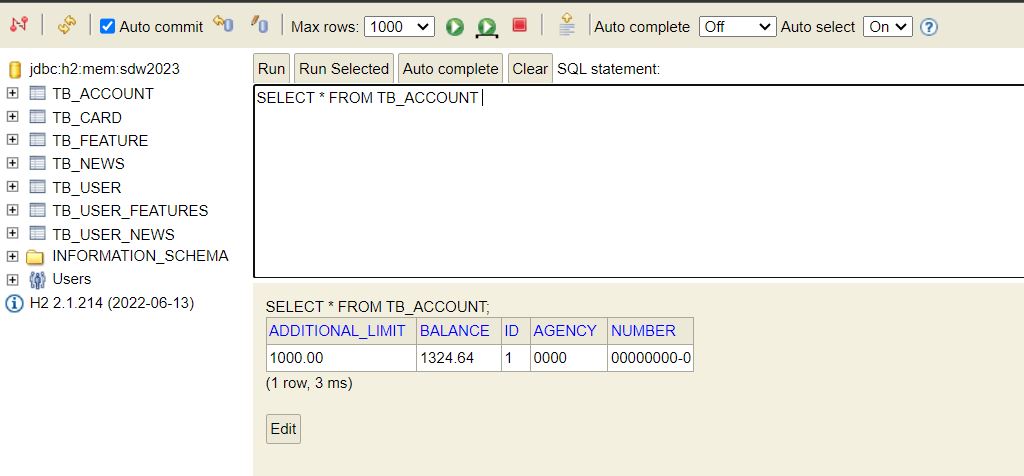 Auto commit Max rows: 1000 Auto complete Off Auto select On ?
jdbc:h2:mem:sdw2023
TB_ACCOUNT
TB_CARD
TB_FEATURE
TB_NEWS
TB_USER
TB_USER_FEATURES
TB_USER_NEWS
INFORMATION_SCHEMA
Users
H2 2.1.214 (2022-06-13)
Run Run Selected Auto complete Clear SQL statement:
SELECT * FROM TB_ACCOUNT
SELECT * FROM TB_ACCOUNT;
ADDITIONAL_LIMIT BALANCE ID AGENCY NUMBER
1000.00 1324.64 1 0000 00000000-0
(1 row, 3 ms)
Edit